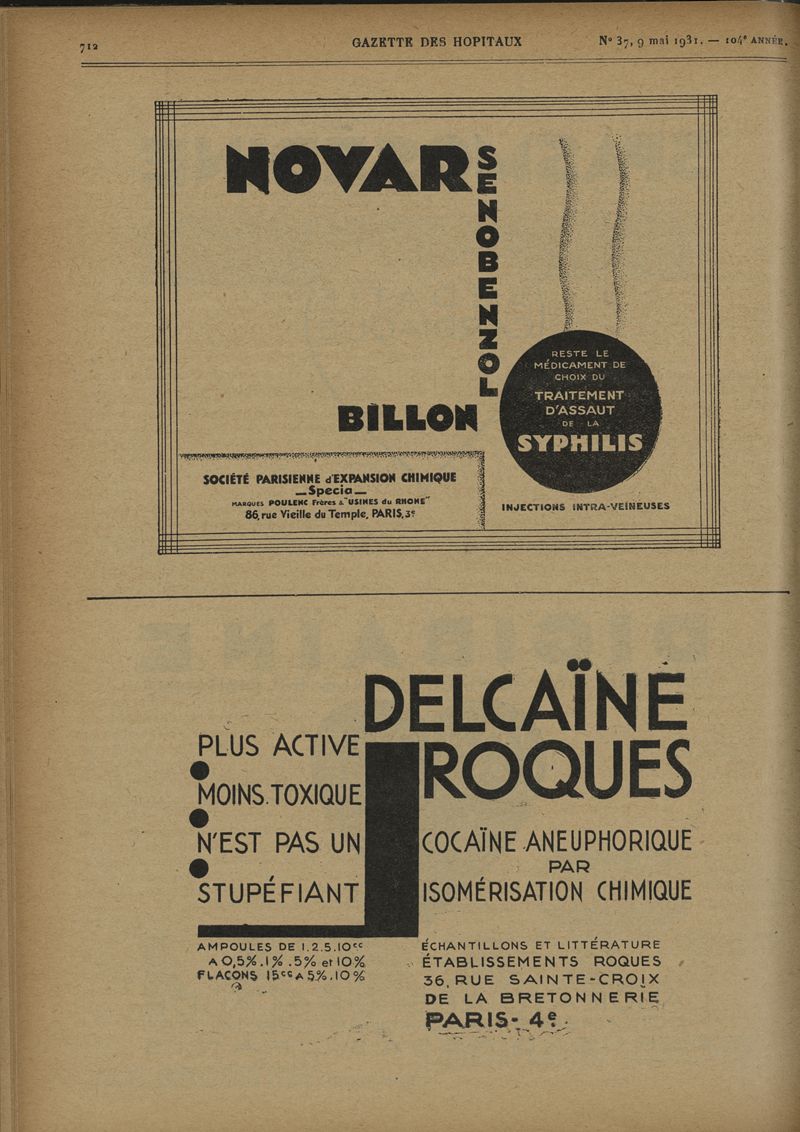 712
GAZETTE DES HOPITAUX
N° 37, 9 mai 1931. — 104e ANNÉE.
NOVARSENOBENZOL
BILLON
RESTE LE
MÉDICAMENT DE
CHOIX DU
TRAITEMENT
D'ASSAUT
DE LA
SYPHILIS
INJECTIONS INTRA-VEINEUSES
SOCIÉTÉ PARISIENNE d'EXPANSION CHIMIQUE
—Specia—
MARQUES POULENC Frères & "USINES du RHONE"
86, rue Vieille du Temple, PARIS, 3e
DELCAÏNE
ROQUES
PLUS ACTIVE
MOINS TOXIQUE
N'EST PAS UN
STUPÉFIANT
COCAÏNE ANEUPHORIQUE
PAR
ISOMÉRISATION CHIMIQUE
AMPOULES DE 1.2.5.10cc
A 0,5%.1%.5% et 10%
FLACONS 15cc A 5%.10%
ÉCHANTILLONS ET LITTÉRATURE
ÉTABLISSEMENTS ROQUES
36, RUE SAINTE-CROIX
DE LA BRETONNERIE
PARIS-4e